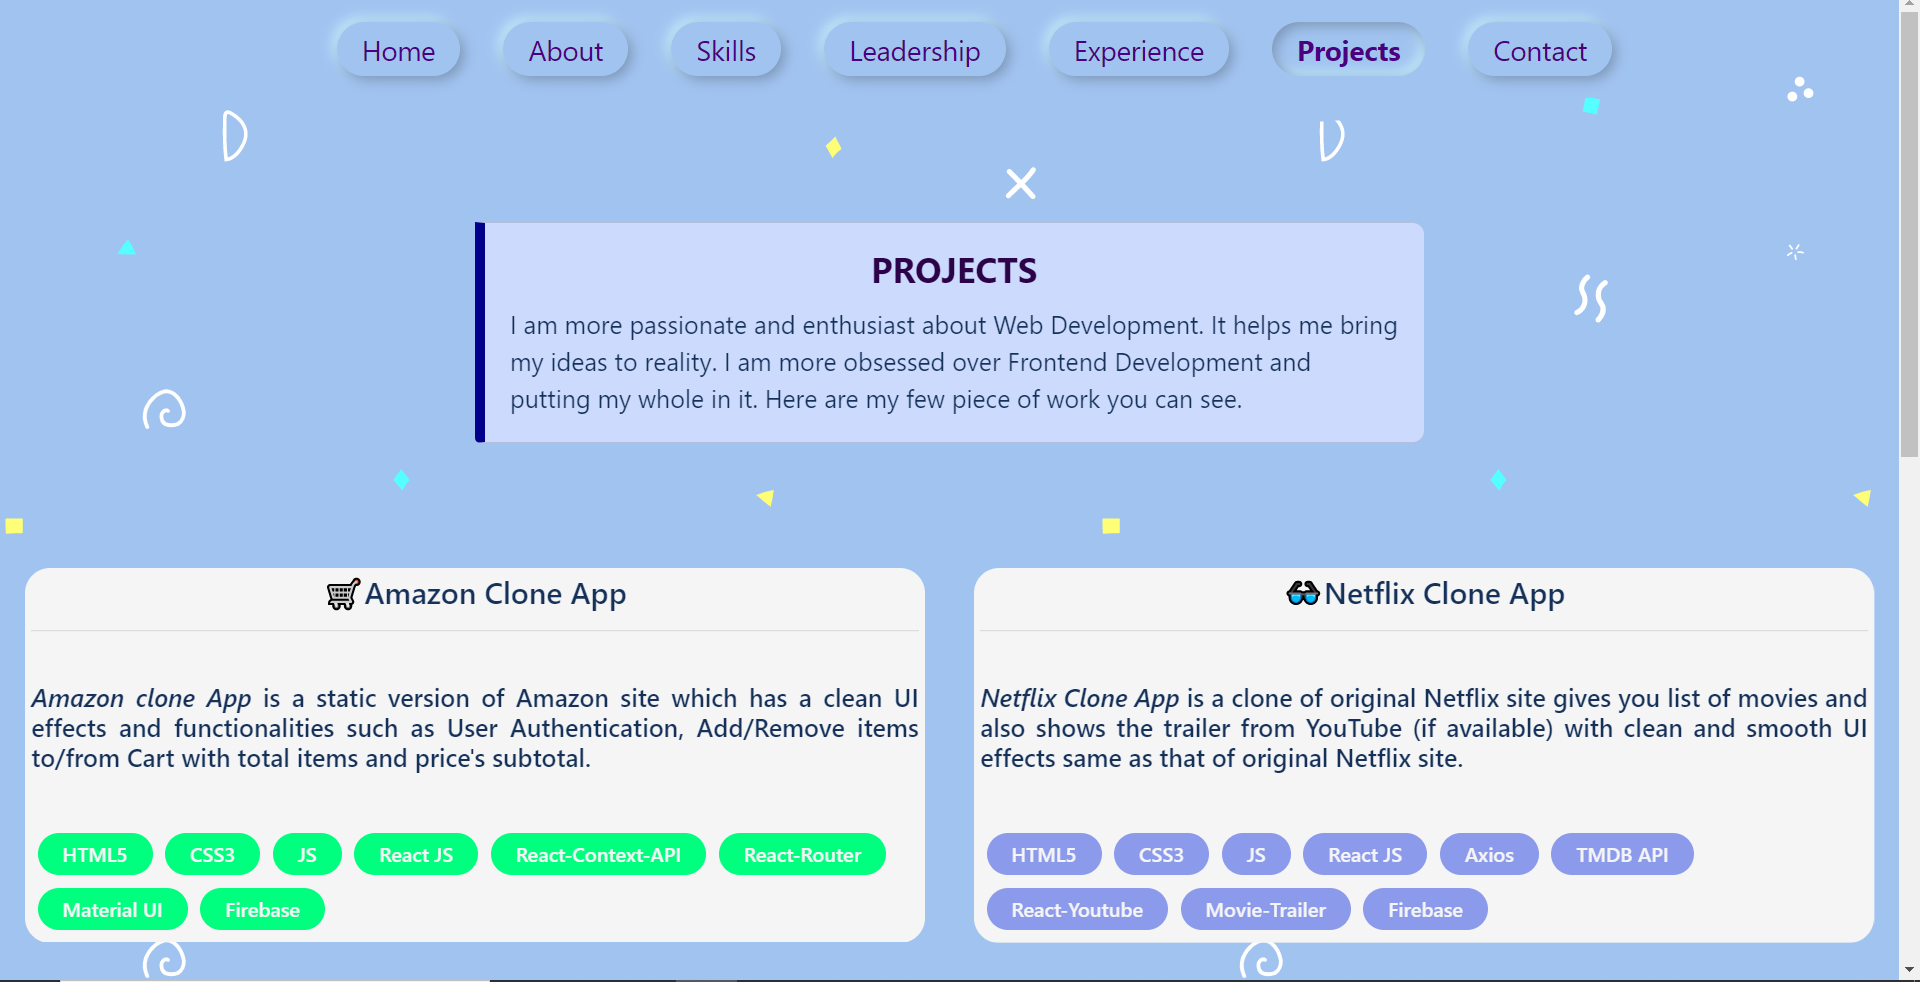 Home About Skills Leadership Experience Projects Contact
PROJECTS
I am more passionate and enthusiast about Web Development. It helps me bring
my ideas to reality. I am more obsessed over Frontend Development and
putting my whole in it. Here are my few piece of work you can see.
Amazon Clone App
Amazon clone App is a static version of Amazon site which has a clean UI
effects and functionalities such as User Authentication, Add/Remove items
to/from Cart with total items and price's subtotal.
HTML5 CSS3 JS React JS React-Context-API React-Router
Material UI Firebase
Netflix Clone App
Netflix Clone App is a clone of original Netflix site gives you list of movies and
also shows the trailer from YouTube (if available) with clean and smooth UI
effects same as that of original Netflix site.
HTML5 CSS3 JS React JS Axios TMDB API
React-Youtube Movie-Trailer Firebase